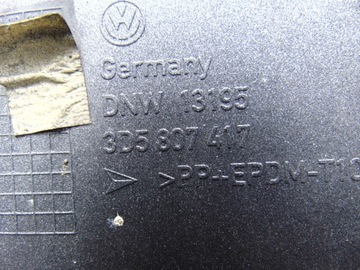 Germany
DNW 13195
3D5 807 417
>PP+EPDM-T1